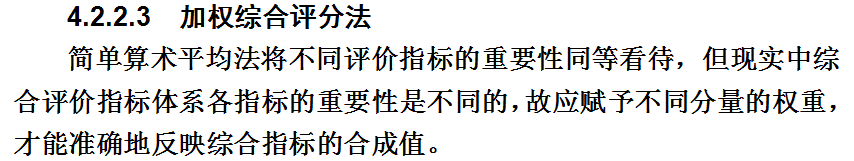 4.2.2.3 加权综合评分法
简单算术平均法将不同评价指标的重要性同等看待，但现实中综
合评价指标体系各指标的重要性是不同的，故应赋予不同分量的权重，
才能准确地反映综合指标的合成值。